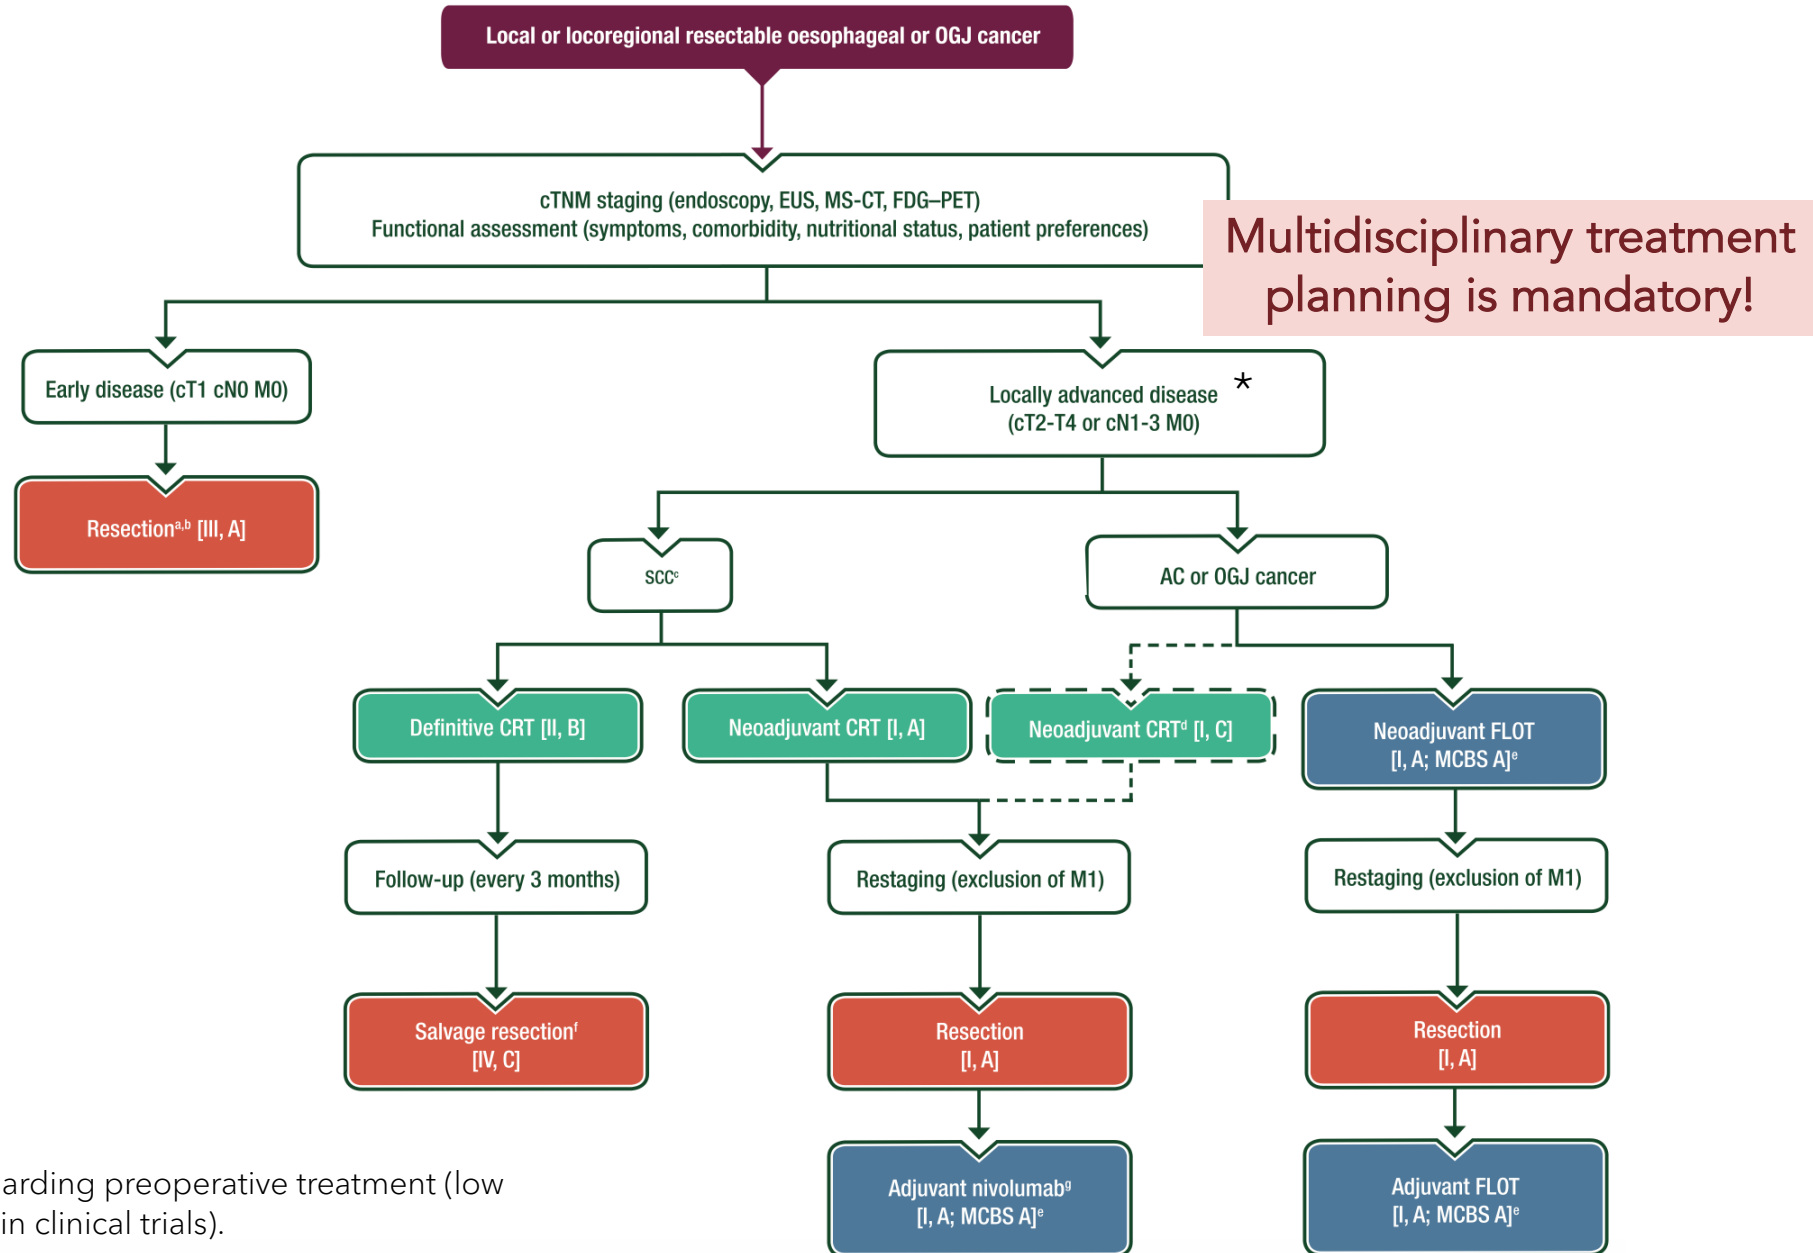 Local or locoregional resectable oesophageal or OGJ cancer
cTNM staging (endoscopy, EUS, MS-CT, FDG–PET)
Functional assessment (symptoms, comorbidity, nutritional status, patient preferences)
Multidisciplinary treatment
planning is mandatory!
Early disease (cT1 cN0 M0)
Locally advanced disease *
(cT2-T4 or cN1-3 M0)
Resectionᵃ,ᵇ [III, A]
SCCᶜ
AC or OGJ cancer
Definitive CRT [II, B]
Neoadjuvant CRT [I, A]
Neoadjuvant CRTᵈ [I, C]
Neoadjuvant FLOT
[I, A; MCBS A]ᵉ
Follow-up (every 3 months)
Restaging (exclusion of M1)
Restaging (exclusion of M1)
Salvage resectionᶠ
[IV, C]
Resection
[I, A]
Resection
[I, A]
Adjuvant nivolumabᵍ
[I, A; MCBS A]ᵉ
Adjuvant FLOT
[I, A; MCBS A]ᵉ
arding preoperative treatment (low
in clinical trials).